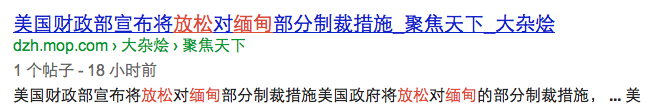 美国财政部宣布将放松对缅甸部分制裁措施_聚焦天下_大杂烩
dzh.mop.com › 大杂烩 › 聚焦天下
1 个帖子 - 18 小时前
美国财政部宣布将放松对缅甸部分制裁措施美国政府将放松对缅甸的部分制裁措施， ... 美